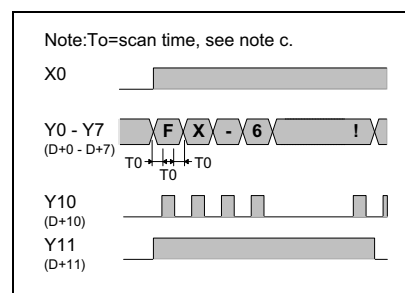 Note:To=scan time, see note c.
X0
Y0 - Y7 F X - 6 !
(D+0 - D+7)
T0 T0
T0
Y10
(D+10)
Y11
(D+11)